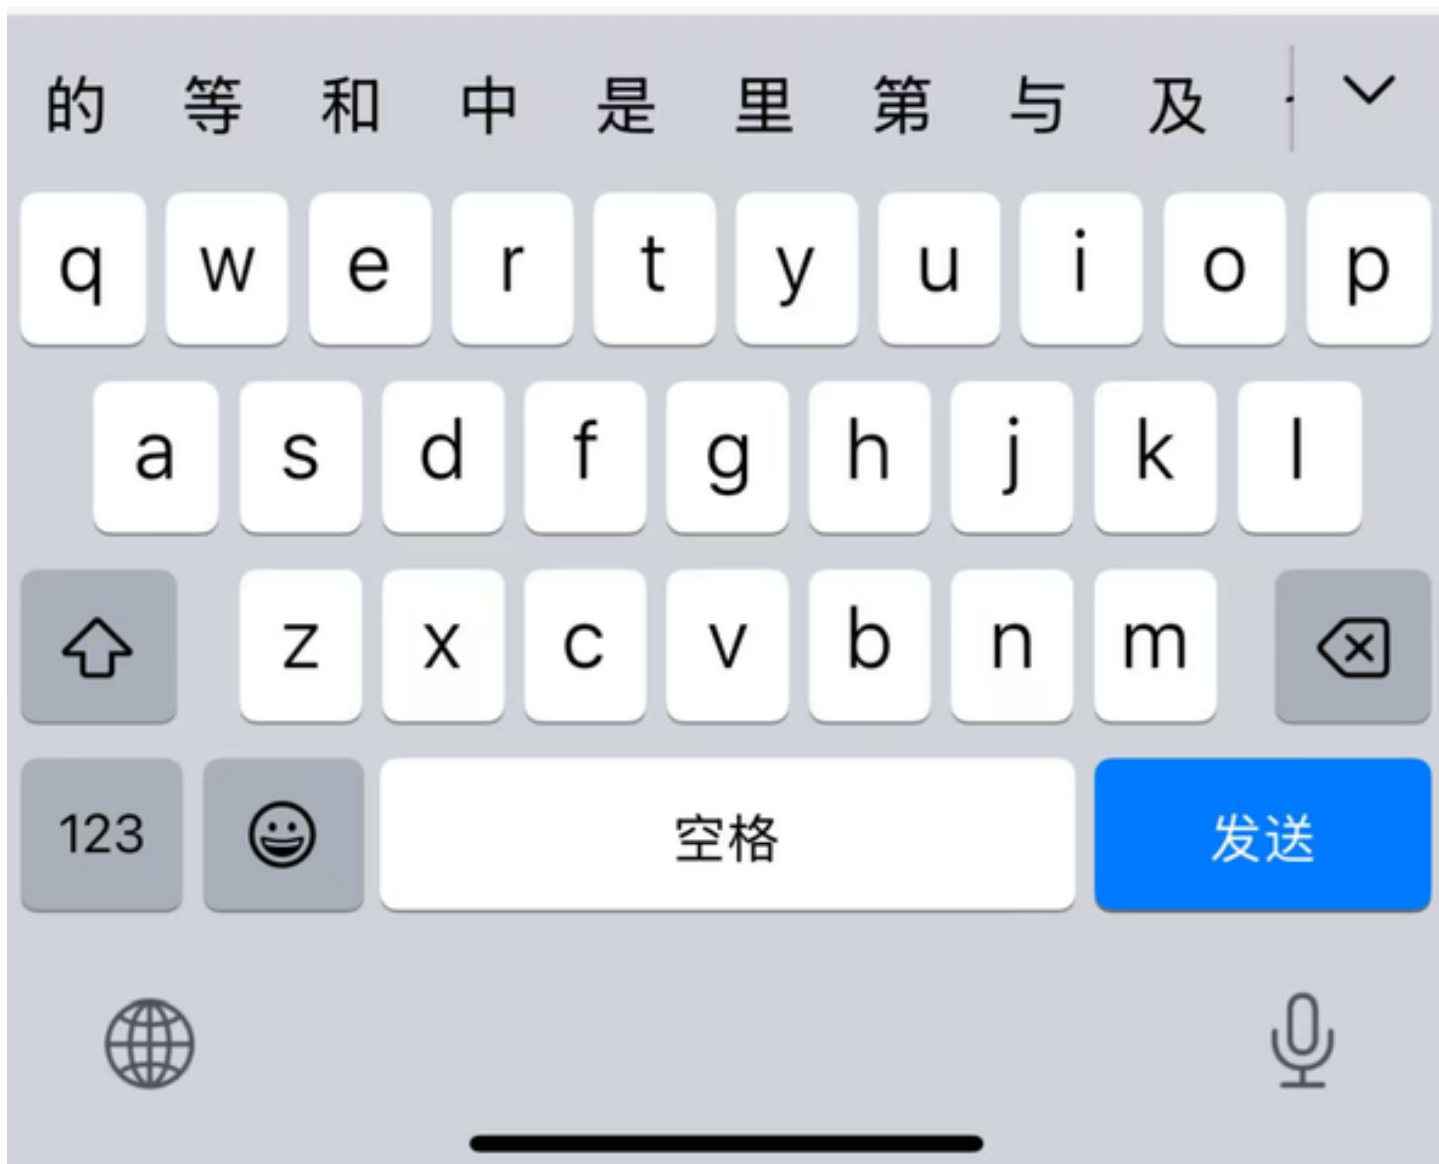 的 等 和 中 是 里 第 与 及
q w e r t y u i o p
a s d f g h j k l
z x c v b n m
123 空格 发送